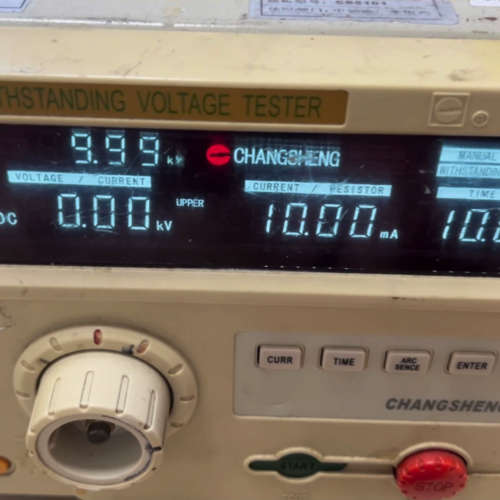 THSTANDING VOLTAGE TESTER
9.99 kV
CHANGSHENG
MANUAL
VOLTAGE / CURRENT
CURRENT / RESISTOR
WITHSTANDING
TIME
DC 0.00 kV
UPPER
10.00 mA
10.
CURR
TIME
ARC
SENCE
ENTER
CHANGSHENG
START
STOP